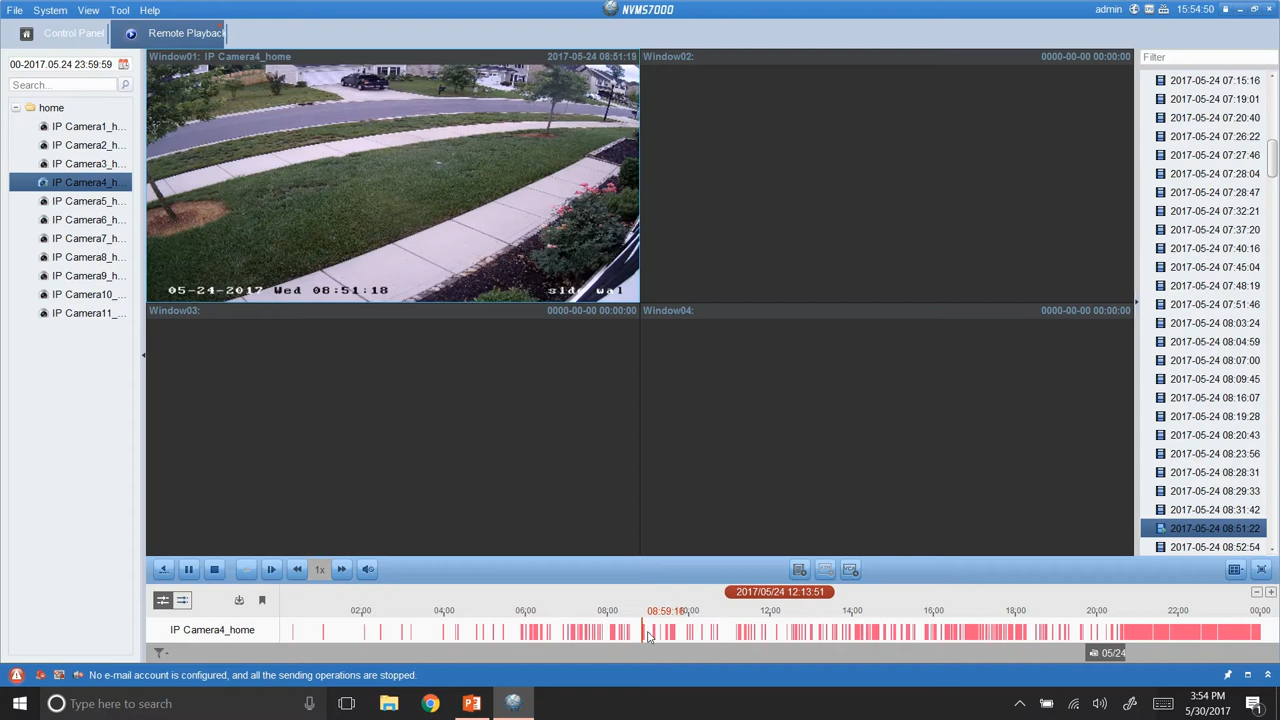 File System View Tool Help
NVMS7000
admin 15:54:50
Control Panel
Remote Playback
00-2017.05.24 23:59:59
Search...
home
IP Camera1_h...
IP Camera2_h...
IP Camera3_h...
IP Camera4_h...
IP Camera5_h...
IP Camera6_h...
IP Camera7_h...
IP Camera8_h...
IP Camera9_h...
IP Camera10_...
IP Camera11_...
Window01: IP Camera4_home 2017-05-24 08:51:19
05-24-2017 Wed 08:51:18
side wal
Window02: 0000-00-00 00:00:00
Window03: 0000-00-00 00:00:00
Window04: 0000-00-00 00:00:00
Filter
2017-05-24 07:15:16
2017-05-24 07:19:01
2017-05-24 07:20:40
2017-05-24 07:26:22
2017-05-24 07:27:46
2017-05-24 07:28:04
2017-05-24 07:28:47
2017-05-24 07:32:21
2017-05-24 07:37:20
2017-05-24 07:40:16
2017-05-24 07:45:04
2017-05-24 07:48:19
2017-05-24 07:51:46
2017-05-24 08:03:24
2017-05-24 08:04:59
2017-05-24 08:07:00
2017-05-24 08:09:45
2017-05-24 08:16:07
2017-05-24 08:19:28
2017-05-24 08:20:43
2017-05-24 08:23:56
2017-05-24 08:28:31
2017-05-24 08:29:33
2017-05-24 08:31:42
2017-05-24 08:51:22
2017-05-24 08:52:54
1x
2017/05/24 12:13:51
02:00 04:00 06:00 08:00 08:59:16 12:00 14:00 16:00 18:00 20:00 22:00 00:00
IP Camera4_home
05/24
No e-mail account is configured, and all the sending operations are stopped.
Type here to search
3:54 PM
5/30/2017
1